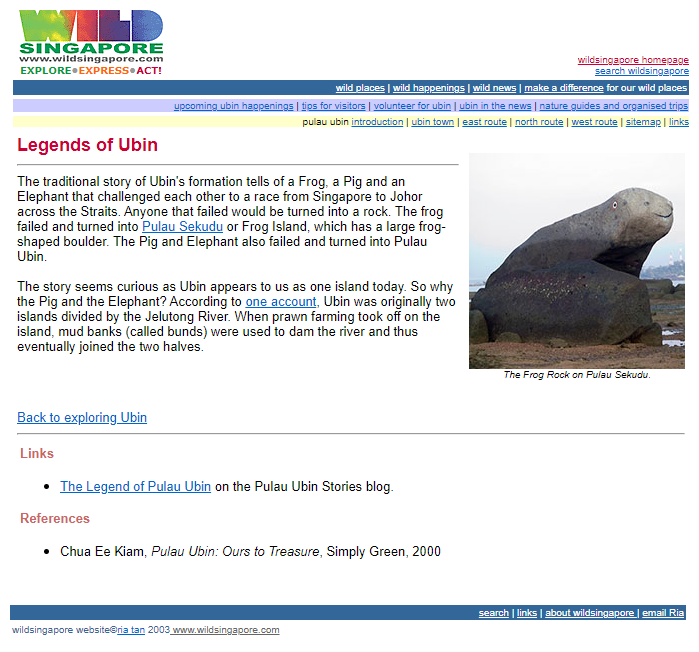 WILD
SINGAPORE
www.wildsingapore.com
EXPLORE•EXPRESS•ACT!
wildsingapore homepage
search wildsingapore
wild places | wild happenings | wild news | make a difference for our wild places
upcoming ubin happenings | tips for visitors | volunteer for ubin | ubin in the news | nature guides and organised trips
pulau ubin introduction | ubin town | east route | north route | west route | sitemap | links
Legends of Ubin
The traditional story of Ubin's formation tells of a Frog, a Pig and an
Elephant that challenged each other to a race from Singapore to Johor
across the Straits. Anyone that failed would be turned into a rock. The frog
failed and turned into Pulau Sekudu or Frog Island, which has a large frog-
shaped boulder. The Pig and Elephant also failed and turned into Pulau
Ubin.
The story seems curious as Ubin appears to us as one island today. So why
the Pig and the Elephant? According to one account, Ubin was originally two
islands divided by the Jelutong River. When prawn farming took off on the
island, mud banks (called bunds) were used to dam the river and thus
eventually joined the two halves.
The Frog Rock on Pulau Sekudu.
Back to exploring Ubin
Links
• The Legend of Pulau Ubin on the Pulau Ubin Stories blog.
References
• Chua Ee Kiam, Pulau Ubin: Ours to Treasure, Simply Green, 2000
search | links | about wildsingapore | email Ria
wildsingapore website©ria tan 2003 www.wildsingapore.com